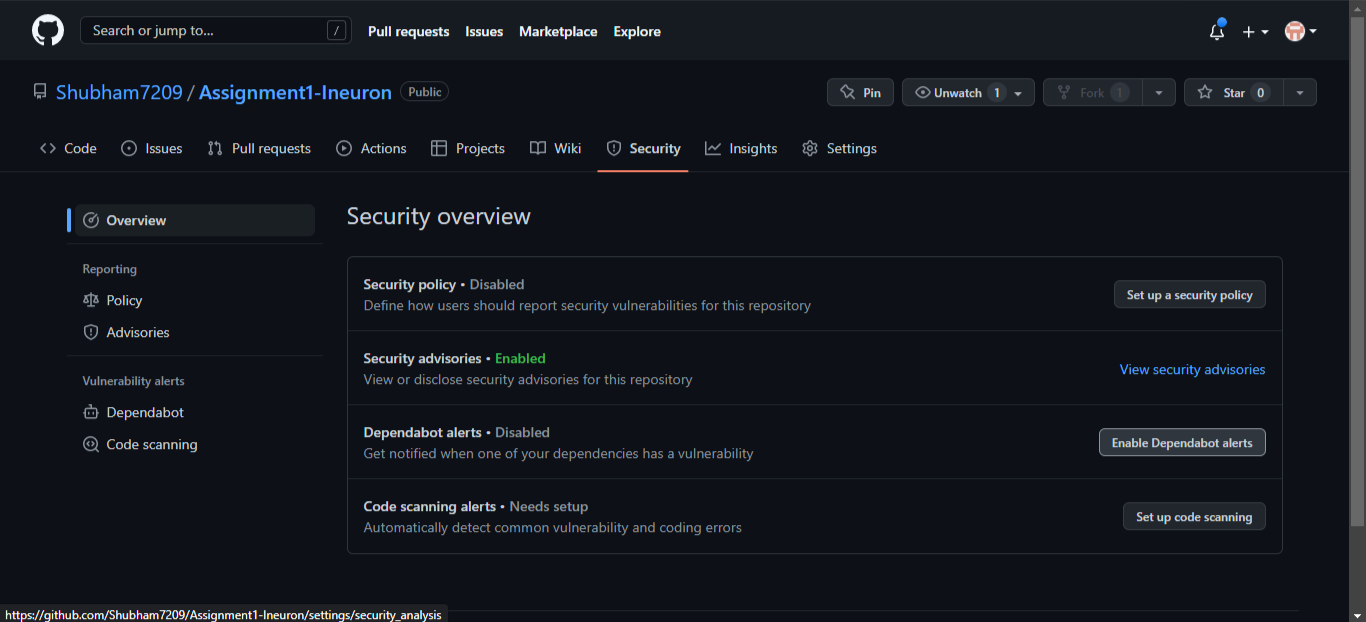 Search or jump to... /
Pull requests Issues Marketplace Explore
Shubham7209 / Assignment1-Ineuron Public
Pin
Unwatch 1
Fork
Star 0
Code Issues Pull requests Actions Projects Wiki Security Insights Settings
Overview
Reporting
Policy
Advisories
Vulnerability alerts
Dependabot
Code scanning
Security overview
Security policy • Disabled
Define how users should report security vulnerabilities for this repository
Set up a security policy
Security advisories • Enabled
View or disclose security advisories for this repository
View security advisories
Dependabot alerts • Disabled
Get notified when one of your dependencies has a vulnerability
Enable Dependabot alerts
Code scanning alerts • Needs setup
Automatically detect common vulnerability and coding errors
Set up code scanning
https://github.com/Shubham7209/Assignment1-Ineuron/settings/security_analysis